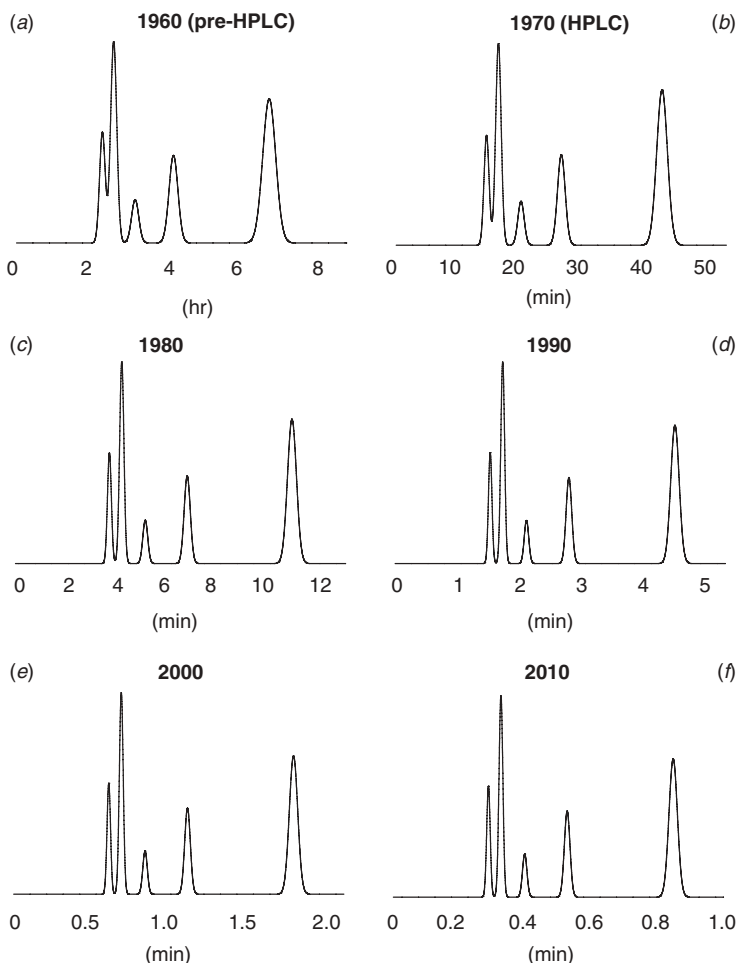 (a) 1960 (pre-HPLC)
0 2 4 6 8
(hr)
1970 (HPLC) (b)
0 10 20 30 40 50
(min)
(c) 1980
0 2 4 6 8 10 12
(min)
1990 (d)
0 1 2 3 4 5
(min)
(e) 2000
0 0.5 1.0 1.5 2.0
(min)
2010 (f)
0 0.2 0.4 0.6 0.8 1.0
(min)